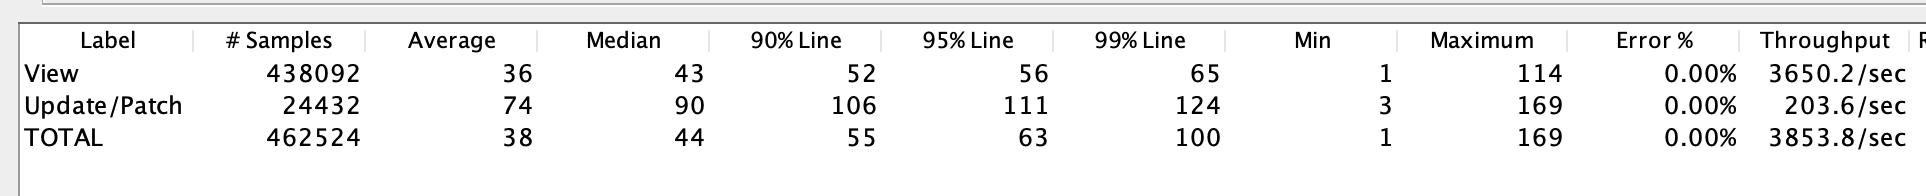 Label # Samples Average Median 90% Line 95% Line 99% Line Min Maximum Error % Throughput
View 438092 36 43 52 56 65 1 114 0.00% 3650.2/sec
Update/Patch 24432 74 90 106 111 124 3 169 0.00% 203.6/sec
TOTAL 462524 38 44 55 63 100 1 169 0.00% 3853.8/sec